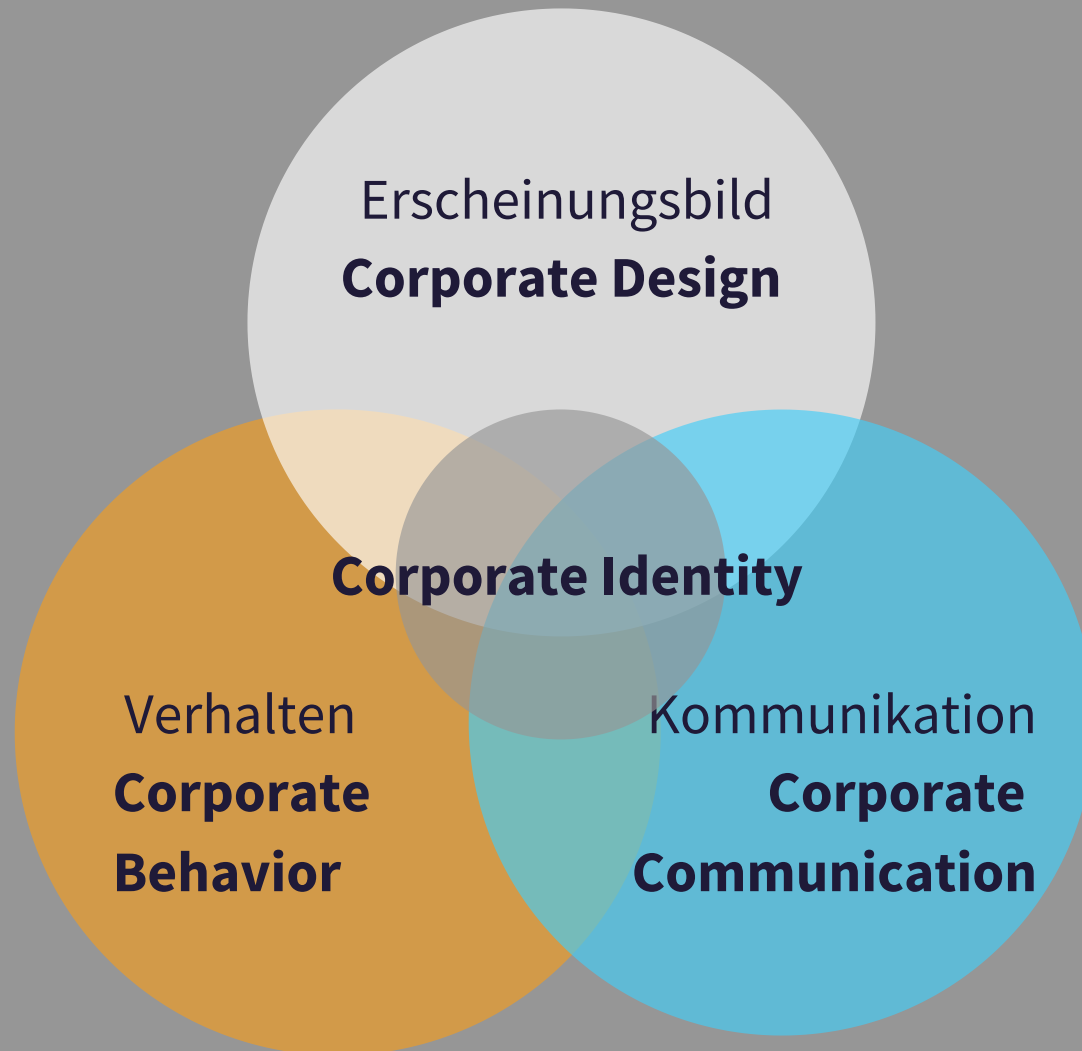 Erscheinungsbild
Corporate Design
Corporate Identity
Verhalten
Corporate
Behavior
Kommunikation
Corporate
Communication